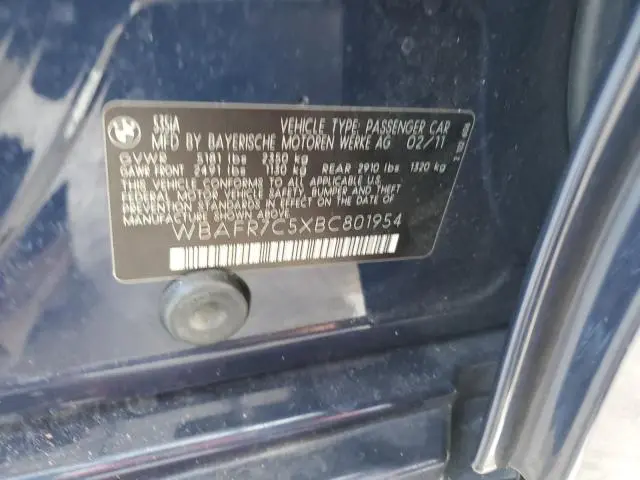 535iA VEHICLE TYPE: PASSENGER CAR
MFD BY BAYERISCHE MOTOREN WERKE AG 02/11
GVWR 5181 lbs 2350 kg
GAWR FRONT 2491 lbs 1130 kg REAR 2910 lbs 1320 kg
THIS VEHICLE CONFORMS TO ALL APPLICABLE
FEDERAL MOTOR VEHICLE SAFETY, BUMPER AND THEFT
PREVENTION STANDARDS IN EFFECT ON THE DATE OF
MANUFACTURE SHOWN ABOVE.
WBAFR7C5XBC801954